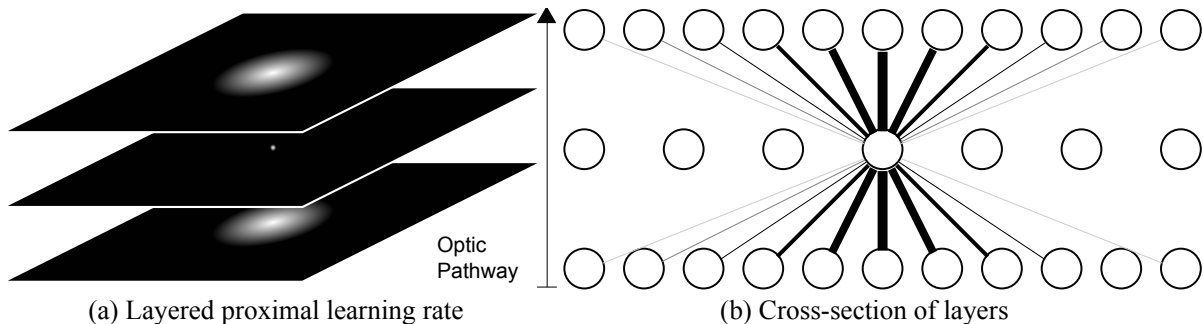 Optic
Pathway
(a) Layered proximal learning rate
(b) Cross-section of layers